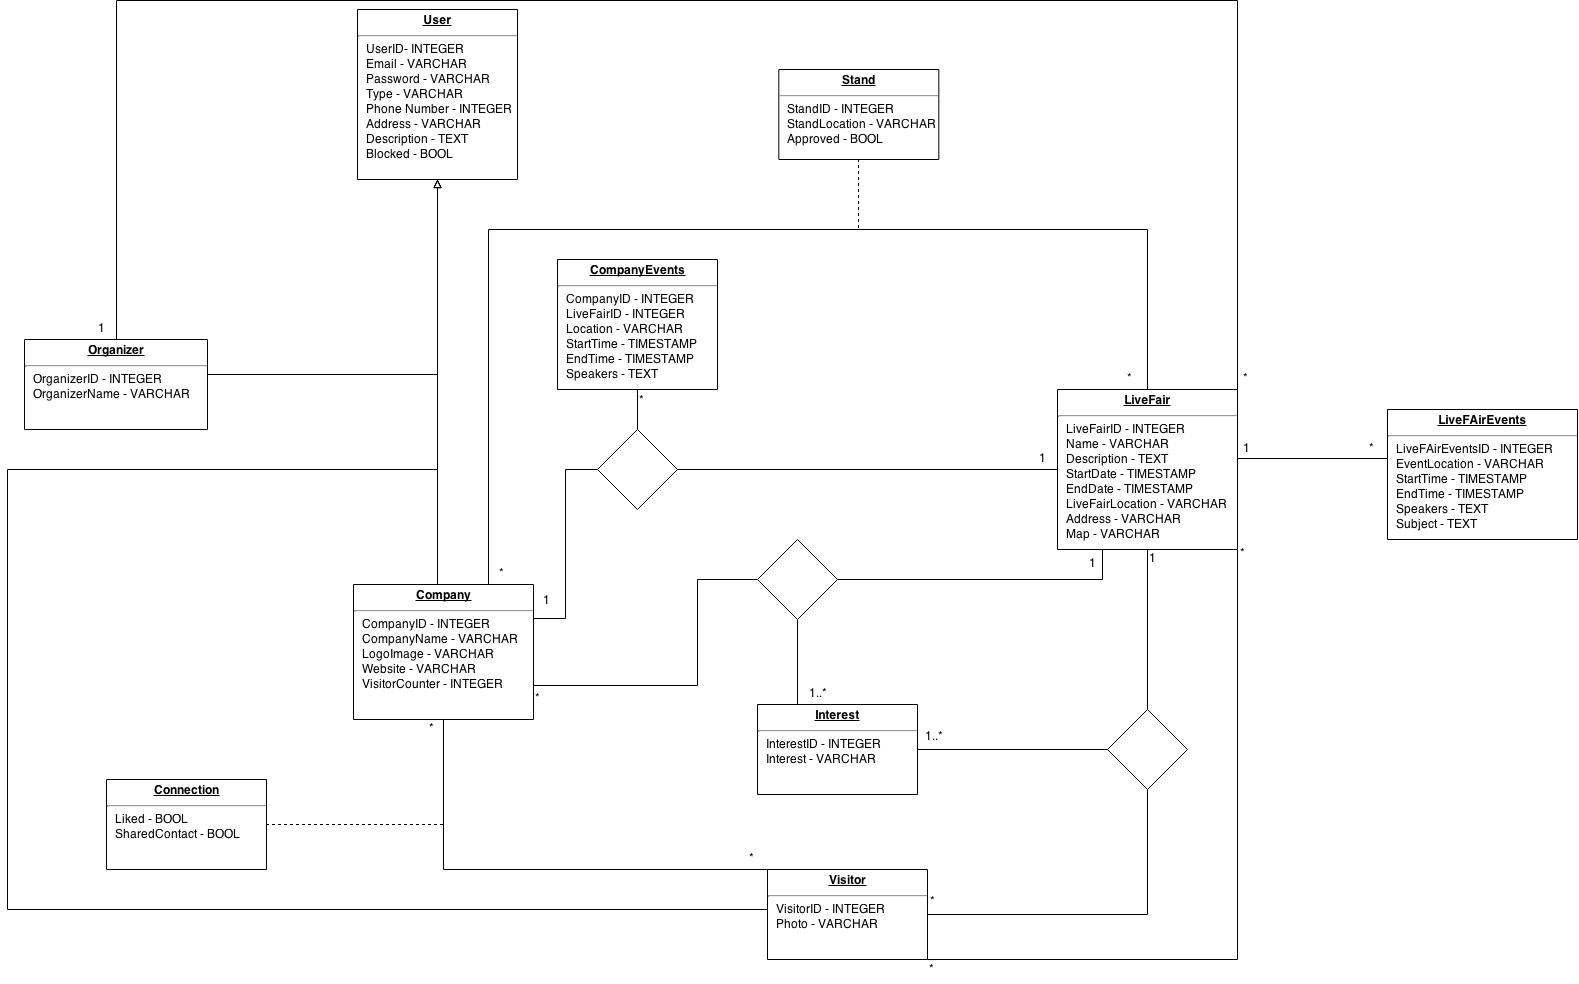 User
UserID- INTEGER
Email - VARCHAR
Password - VARCHAR
Type - VARCHAR
Phone Number - INTEGER
Address - VARCHAR
Description - TEXT
Blocked - BOOL
Stand
StandID - INTEGER
StandLocation - VARCHAR
Approved - BOOL
CompanyEvents
CompanyID - INTEGER
LiveFairID - INTEGER
Location - VARCHAR
StartTime - TIMESTAMP
EndTime - TIMESTAMP
Speakers - TEXT
*
1
Organizer
OrganizerID - INTEGER
OrganizerName - VARCHAR
*
*
LiveFair
LiveFairID - INTEGER
Name - VARCHAR
Description - TEXT
StartDate - TIMESTAMP
EndDate - TIMESTAMP
LiveFairLocation - VARCHAR
Address - VARCHAR
Map - VARCHAR
1
1
*
LiveFAirEvents
LiveFAirEventsID - INTEGER
EventLocation - VARCHAR
StartTime - TIMESTAMP
EndTime - TIMESTAMP
Speakers - TEXT
Subject - TEXT
1
1
*
*
1
Company
CompanyID - INTEGER
CompanyName - VARCHAR
LogoImage - VARCHAR
Website - VARCHAR
VisitorCounter - INTEGER
*
*
1..*
Interest
InterestID - INTEGER
Interest - VARCHAR
1..*
Connection
Liked - BOOL
SharedContact - BOOL
*
Visitor
VisitorID - INTEGER
Photo - VARCHAR
*
*